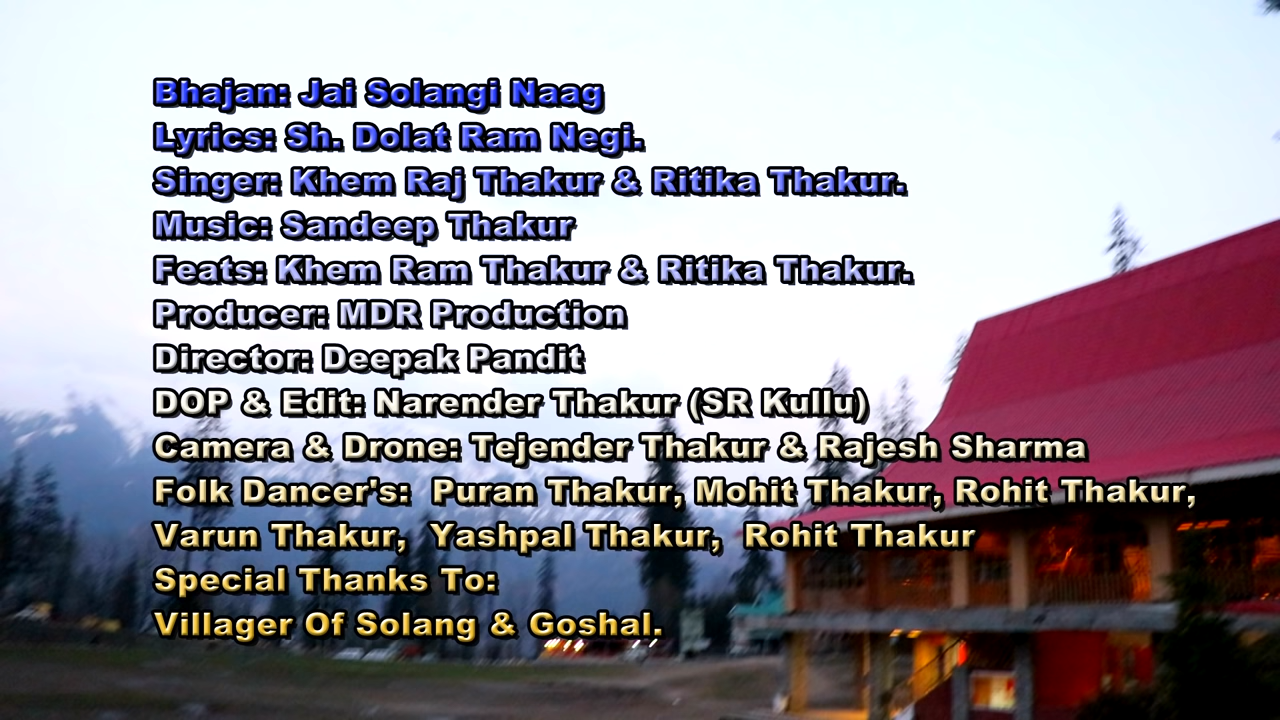 Bhajan: Jai Solangi Naag
Lyrics: Sh. Dolat Ram Negi.
Singer: Khem Raj Thakur & Ritika Thakur.
Music: Sandeep Thakur
Feats: Khem Ram Thakur & Ritika Thakur.
Producer: MDR Production
Director: Deepak Pandit
DOP & Edit: Narender Thakur (SR Kullu)
Camera & Drone: Tejender Thakur & Rajesh Sharma
Folk Dancer's:  Puran Thakur, Mohit Thakur, Rohit Thakur,
Varun Thakur,  Yashpal Thakur,  Rohit Thakur
Special Thanks To:
Villager Of Solang & Goshal.